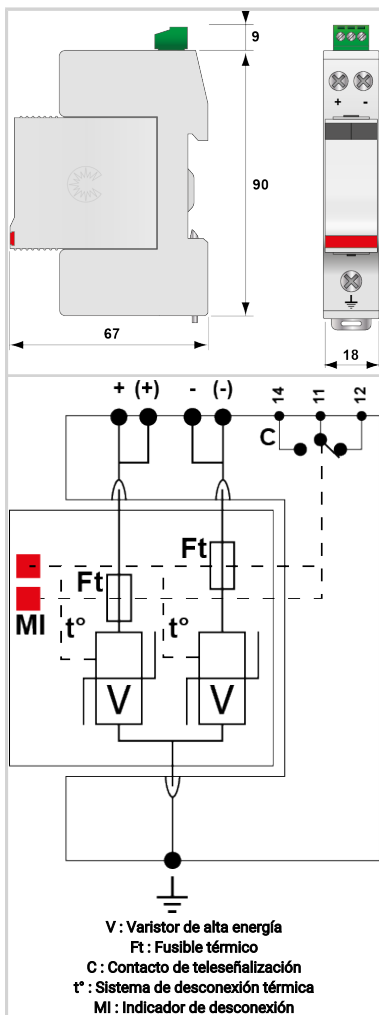 9
+ -
90
67
18
+ (+) - (-) 14 11 12
C
-
Ft Ft
MI t° t°
V V
V : Varistor de alta energía
Ft : Fusible térmico
C : Contacto de teleseñalización
t° : Sistema de desconexión térmica
MI : Indicador de desconexión